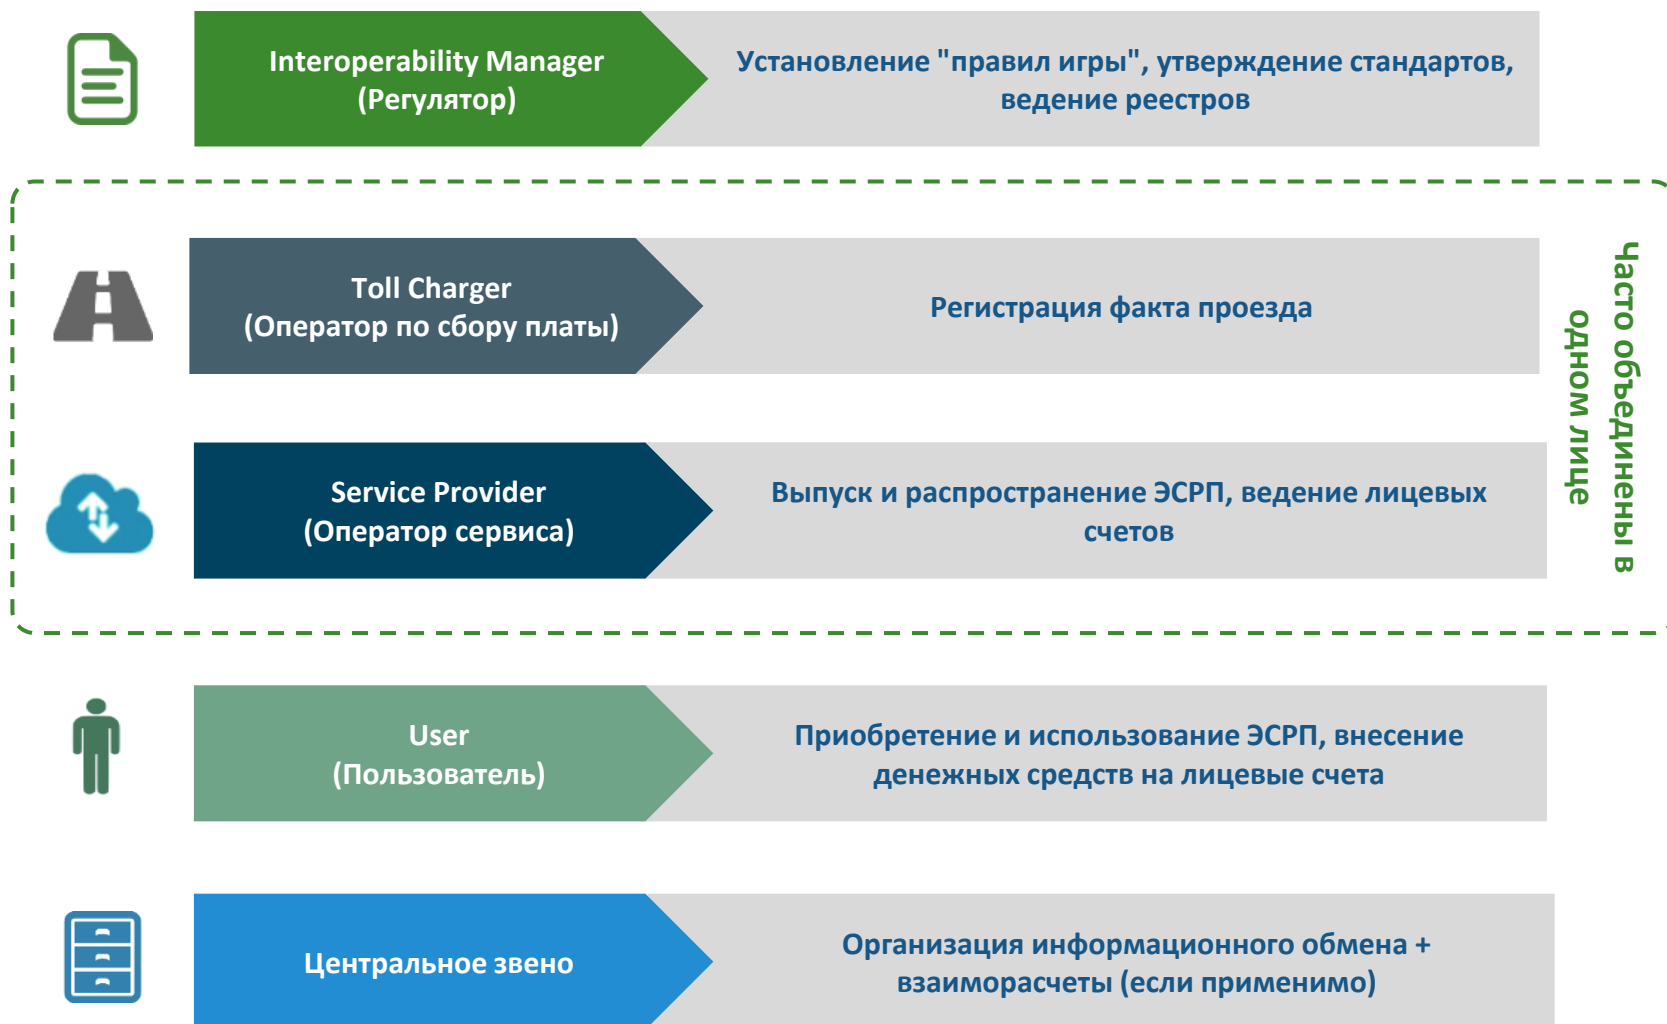 Interoperability Manager
(Регулятор)
Установление "правил игры", утверждение стандартов,
ведение реестров
Toll Charger
(Оператор по сбору платы)
Регистрация факта проезда
Service Provider
(Оператор сервиса)
Выпуск и распространение ЭСРП, ведение лицевых
счетов
Часто объединены в
одном лице
User
(Пользователь)
Приобретение и использование ЭСРП, внесение
денежных средств на лицевые счета
Центральное звено
Организация информационного обмена +
взаиморасчеты (если применимо)